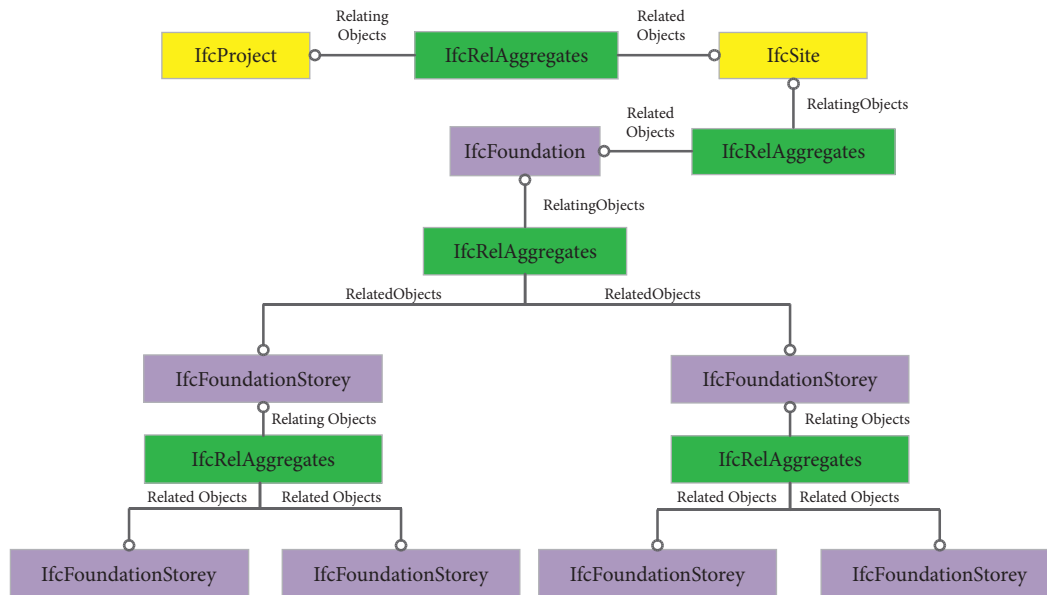 Relating
Objects
Related
Objects
IfcProject
IfcRelAggregates
IfcSite
RelatingObjects
Related
Objects
IfcFoundation
IfcRelAggregates
RelatingObjects
IfcRelAggregates
RelatedObjects
RelatedObjects
IfcFoundationStorey
IfcFoundationStorey
Relating Objects
Relating Objects
IfcRelAggregates
IfcRelAggregates
Related Objects
Related Objects
Related Objects
Related Objects
IfcFoundationStorey
IfcFoundationStorey
IfcFoundationStorey
IfcFoundationStorey